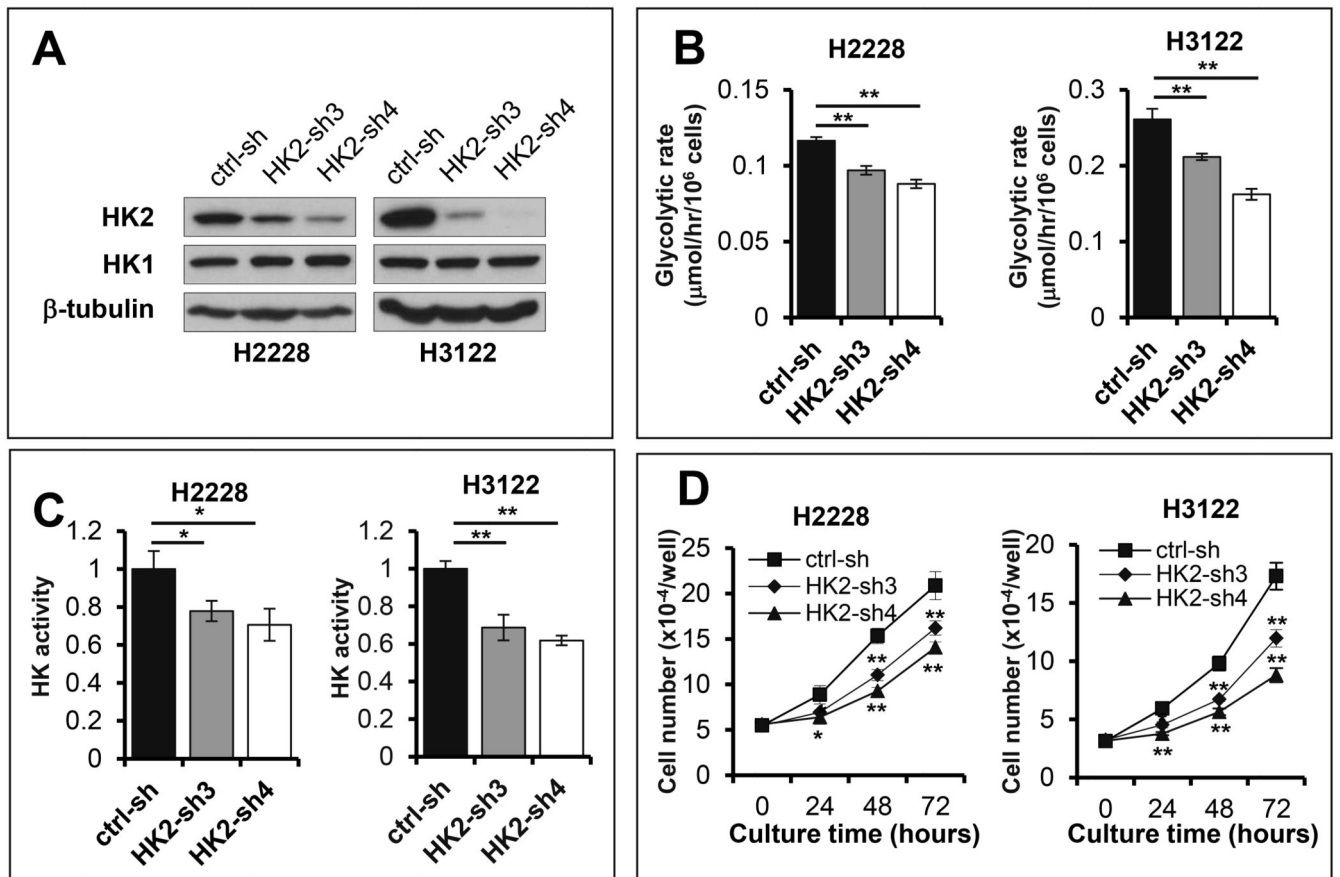 A
ctrl-sh
HK2-sh3
HK2-sh4
ctrl-sh
HK2-sh3
HK2-sh4
HK2
HK1
β-tubulin
H2228
H3122
B
H2228
Glycolytic rate
(μmol/hr/10⁶ cells)
0.15
0.1
0.05
0
**
**
ctrl-sh
HK2-sh3
HK2-sh4
H3122
Glycolytic rate
(μmol/hr/10⁶ cells)
0.3
0.2
0.1
0
**
**
ctrl-sh
HK2-sh3
HK2-sh4
C
H2228
HK activity
1.2
1
0.8
0.6
0.4
0.2
0
*
*
ctrl-sh
HK2-sh3
HK2-sh4
H3122
HK activity
1.2
1
0.8
0.6
0.4
0.2
0
**
**
ctrl-sh
HK2-sh3
HK2-sh4
D
H2228
Cell number (x10⁻⁴/well)
25
20
15
10
5
0
ctrl-sh
HK2-sh3
HK2-sh4
**
**
**
**
*
0 24 48 72
Culture time (hours)
H3122
Cell number (x10⁻⁴/well)
20
15
10
5
0
ctrl-sh
HK2-sh3
HK2-sh4
**
**
**
**
**
0 24 48 72
Culture time (hours)